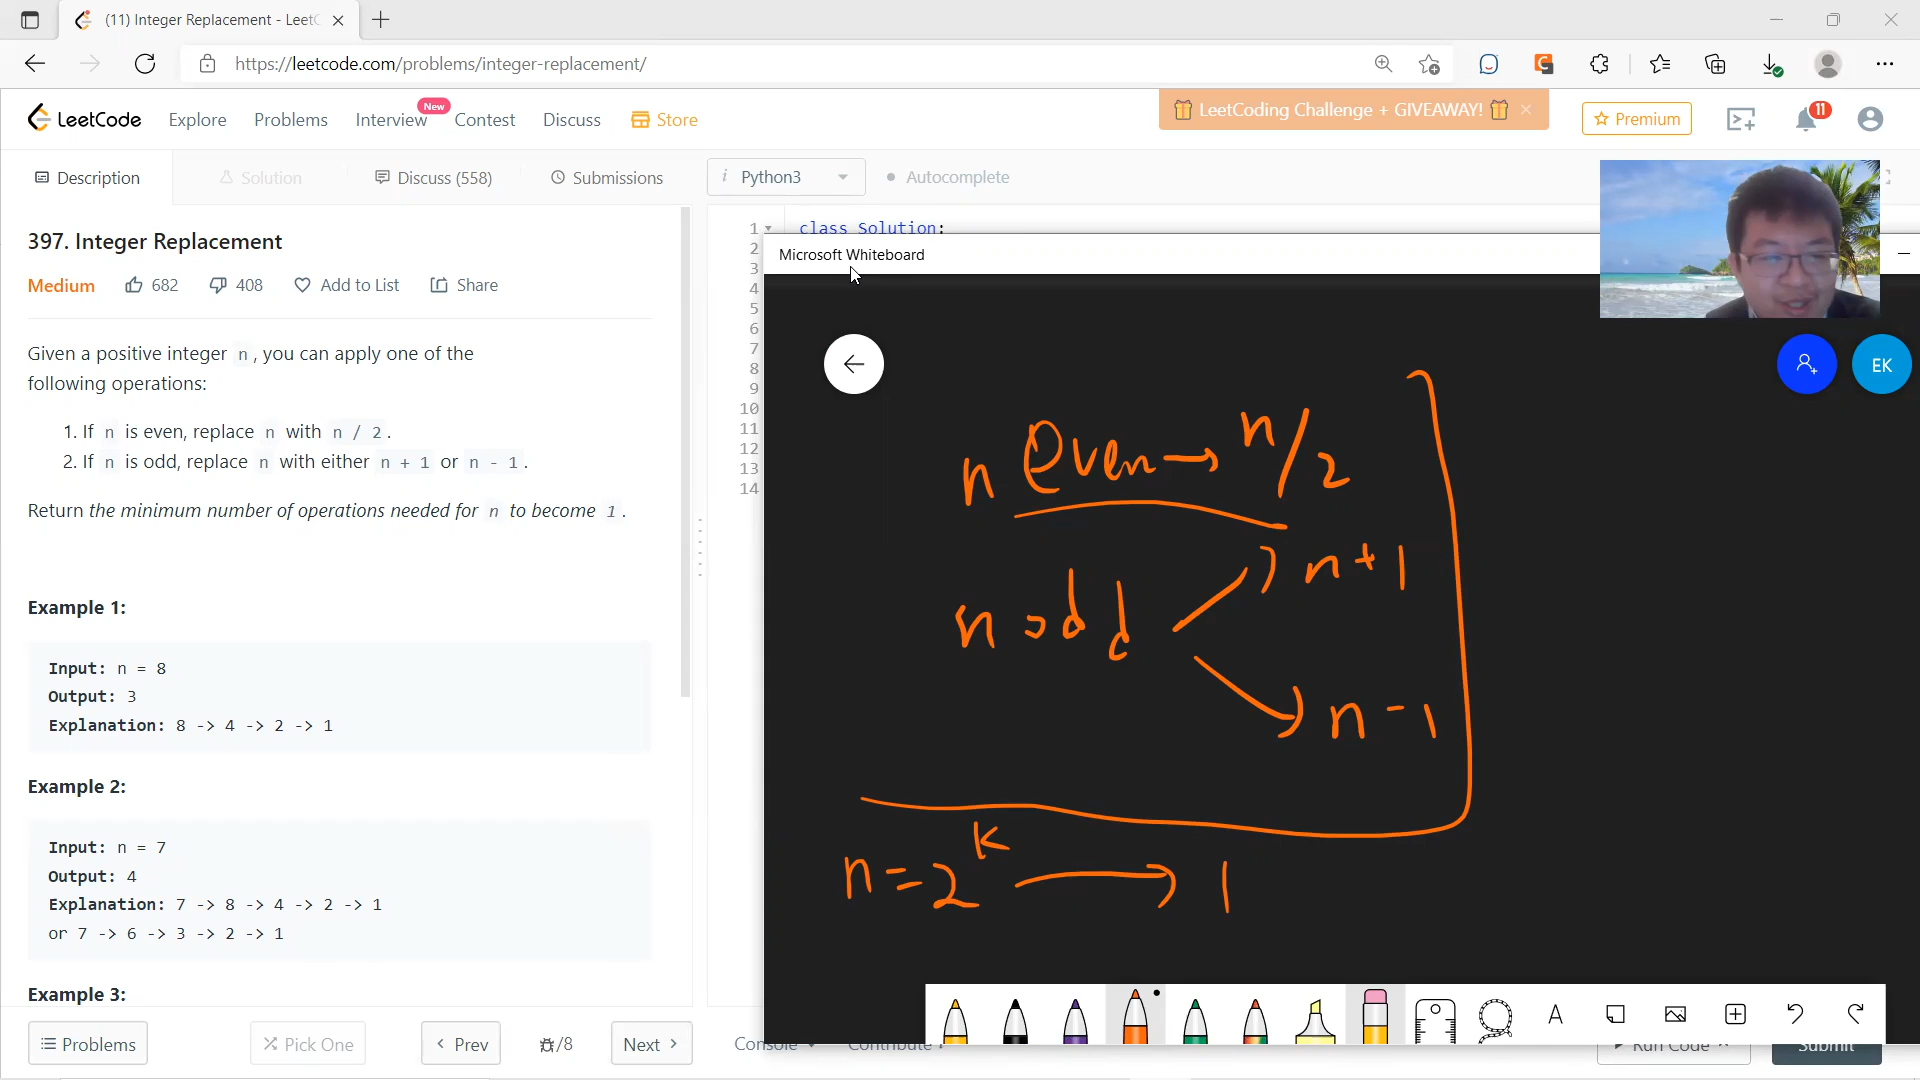 (11) Integer Replacement - LeetC
https://leetcode.com/problems/integer-replacement/
LeetCode
Explore
Problems
Interview
New
Contest
Discuss
Store
LeetCoding Challenge + GIVEAWAY!
Premium
11
Description
Solution
Discuss (558)
Submissions
i Python3
Autocomplete
397. Integer Replacement
Medium
682
408
Add to List
Share
Given a positive integer n, you can apply one of the
following operations:
1. If n is even, replace n with n / 2.
2. If n is odd, replace n with either n + 1 or n - 1.
Return the minimum number of operations needed for n to become 1.
Example 1:
Input: n = 8
Output: 3
Explanation: 8 -> 4 -> 2 -> 1
Example 2:
Input: n = 7
Output: 4
Explanation: 7 -> 8 -> 4 -> 2 -> 1
or 7 -> 6 -> 3 -> 2 -> 1
Example 3:
Problems
Pick One
Prev
/8
Next
Console
Contribute
Run Code
Submit
1
2
3
4
5
6
7
8
9
10
11
12
13
14
class Solution:
Microsoft Whiteboard
EK
n even → n/2
n odd
n + 1
n - 1
n = 2^k → 1